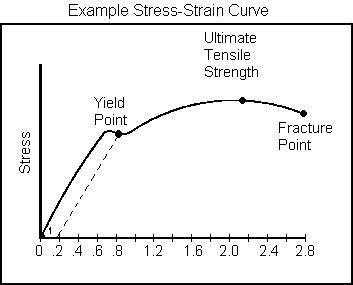 Example Stress-Strain Curve
Ultimate
Tensile
Strength
Yield
Point
Fracture
Point
Stress
0 .2 .4 .6 .8 1.2 1.6 2.0 2.4 2.8